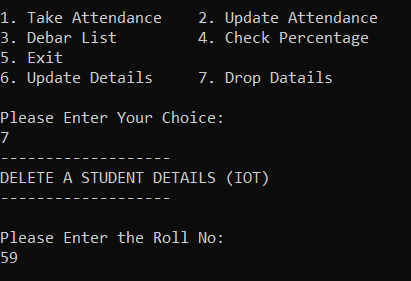 1. Take Attendance    2. Update Attendance
3. Debar List         4. Check Percentage
5. Exit
6. Update Details     7. Drop Datails
Please Enter Your Choice:
7
-------------------
DELETE A STUDENT DETAILS (IOT)
-------------------
Please Enter the Roll No:
59